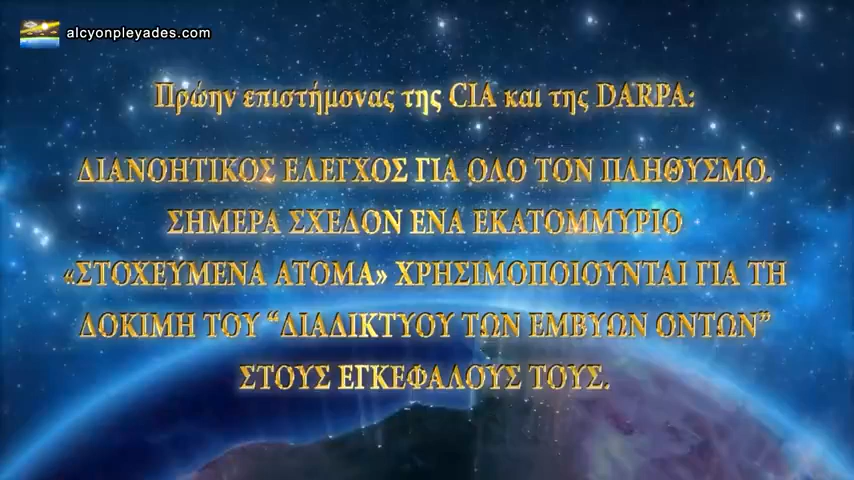 alcyonpleyades.com
Πρώην επιστήμονας της CIA και της DARPA:
ΔΙΑΝΟΗΤΙΚΟΣ ΕΛΕΓΧΟΣ ΓΙΑ ΟΛΟ ΤΟΝ ΠΛΗΘΥΣΜΟ.
ΣΗΜΕΡΑ ΣΧΕΔΟΝ ΕΝΑ ΕΚΑΤΟΜΜΥΡΙΟ
«ΣΤΟΧΕΥΜΕΝΑ ΑΤΟΜΑ» ΧΡΗΣΙΜΟΠΟΙΟΥΝΤΑΙ ΓΙΑ ΤΗ
ΔΟΚΙΜΗ ΤΟΥ “ΔΙΑΔΙΚΤΥΟΥ ΤΩΝ ΕΜΒΥΩΝ ΟΝΤΩΝ”
ΣΤΟΥΣ ΕΓΚΕΦΑΛΟΥΣ ΤΟΥΣ.